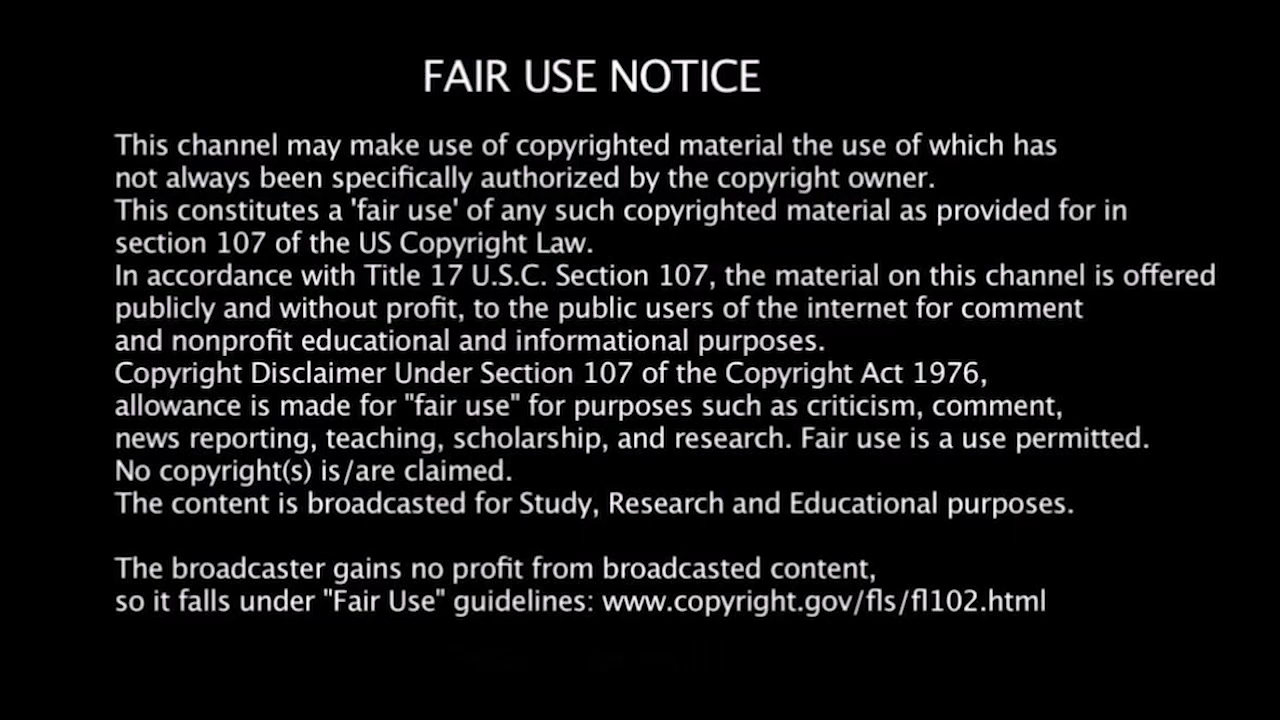 FAIR USE NOTICE
This channel may make use of copyrighted material the use of which has
not always been specifically authorized by the copyright owner.
This constitutes a 'fair use' of any such copyrighted material as provided for in
section 107 of the US Copyright Law.
In accordance with Title 17 U.S.C. Section 107, the material on this channel is offered
publicly and without profit, to the public users of the internet for comment
and nonprofit educational and informational purposes.
Copyright Disclaimer Under Section 107 of the Copyright Act 1976,
allowance is made for "fair use" for purposes such as criticism, comment,
news reporting, teaching, scholarship, and research. Fair use is a use permitted.
No copyright(s) is/are claimed.
The content is broadcasted for Study, Research and Educational purposes.
The broadcaster gains no profit from broadcasted content,
so it falls under "Fair Use" guidelines: www.copyright.gov/fls/fl102.html